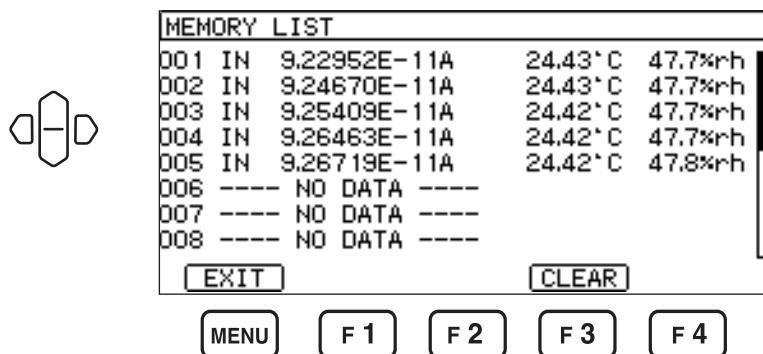 MEMORY LIST
001 IN 9.22952E-11A 24.43°C 47.7%rh
002 IN 9.24670E-11A 24.43°C 47.7%rh
003 IN 9.25409E-11A 24.42°C 47.7%rh
004 IN 9.26463E-11A 24.42°C 47.7%rh
005 IN 9.26719E-11A 24.42°C 47.8%rh
006 ---- NO DATA ----
007 ---- NO DATA ----
008 ---- NO DATA ----
EXIT CLEAR
MENU F1 F2 F3 F4